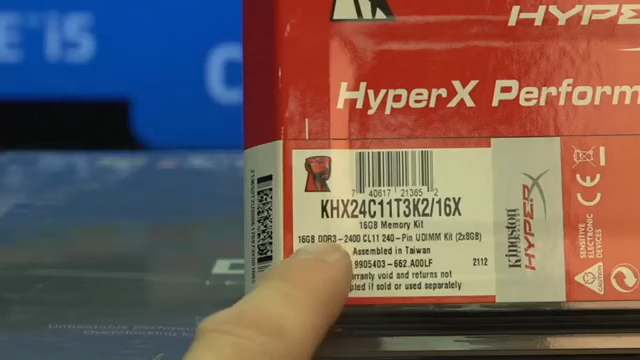 HYPE
E i5
HyperX Perform
7 40617 21365 2
KHX24C11T3K2/16X
16GB Memory Kit
16GB DDR3-2400 CL11 240-Pin UDIMM Kit (2x8GB)
Assembled in Taiwan
9905403-662.A00LF 2112
rranty void and returns not
ted if sold or used separately
Kingston
HYPERX
SENSITIVE
DEVICES